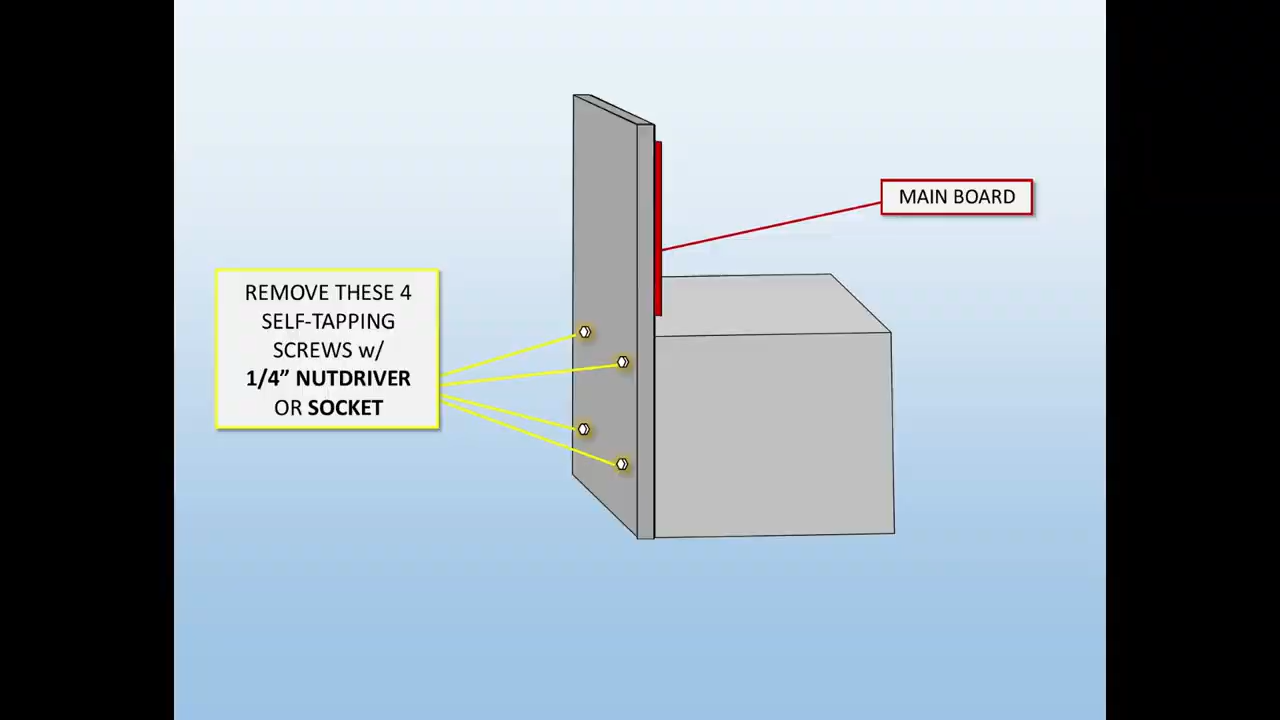 MAIN BOARD
REMOVE THESE 4
SELF-TAPPING
SCREWS w/
1/4” NUTDRIVER
OR SOCKET